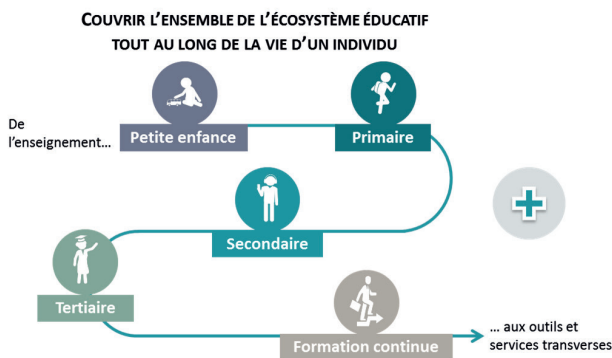 COUVRIR L'ENSEMBLE DE L'ÉCOSYSTÈME ÉDUCATIF
TOUT AU LONG DE LA VIE D'UN INDIVIDU
De
l'enseignement...
Petite enfance
Primaire
Secondaire
Tertiaire
Formation continue
... aux outils et
services transverses